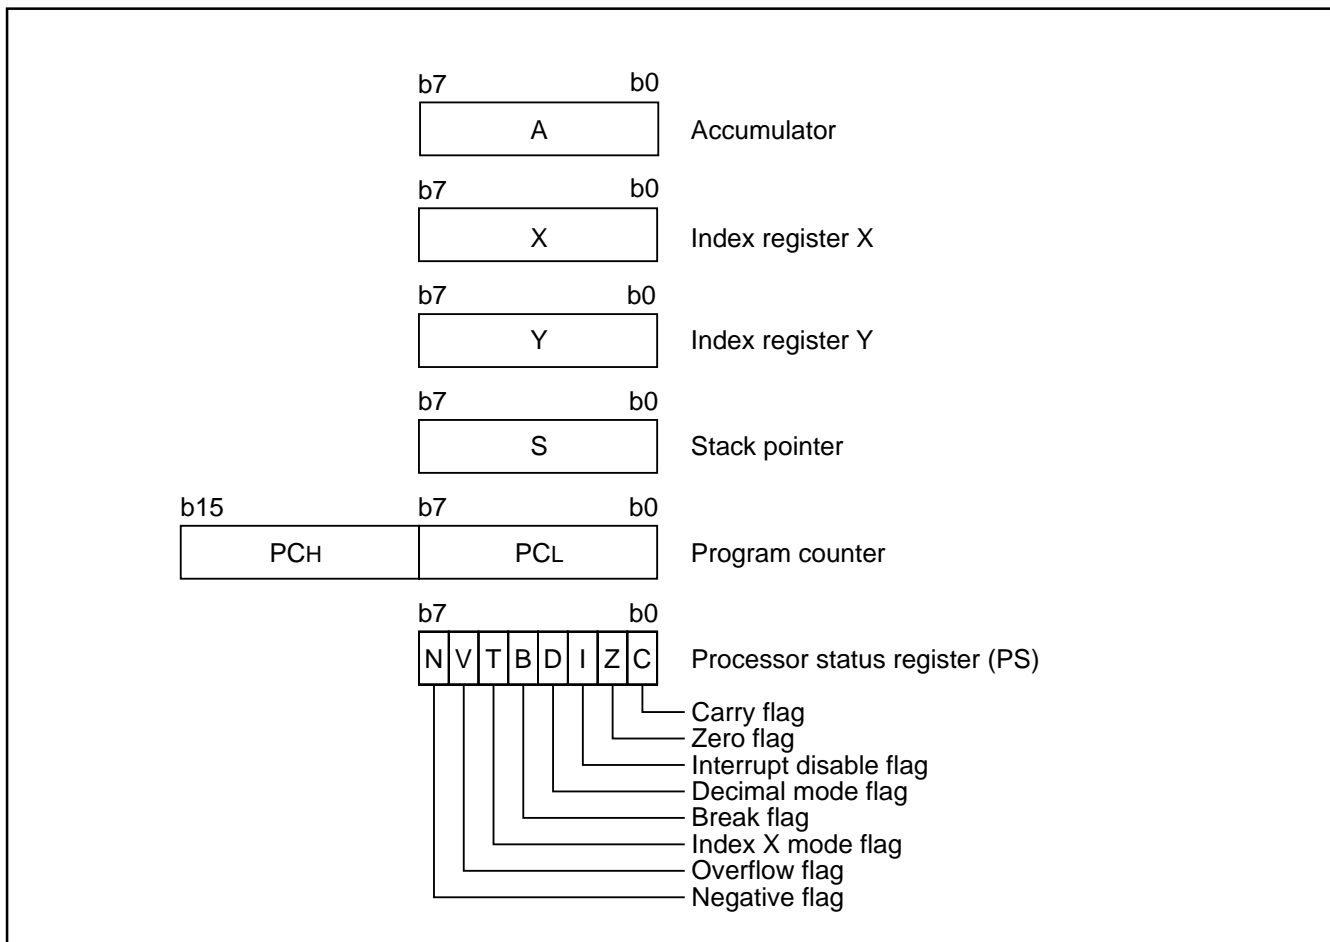 b7 b0
A Accumulator
b7 b0
X Index register X
b7 b0
Y Index register Y
b7 b0
S Stack pointer
b15 b7 b0
PCH PCL Program counter
b7 b0
N V T B D I Z C Processor status register (PS)
Carry flag
Zero flag
Interrupt disable flag
Decimal mode flag
Break flag
Index X mode flag
Overflow flag
Negative flag